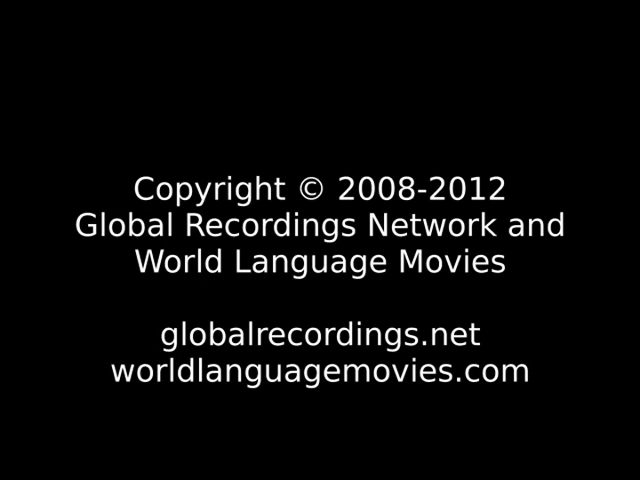 Copyright © 2008-2012
Global Recordings Network and
World Language Movies
globalrecordings.net
worldlanguagemovies.com